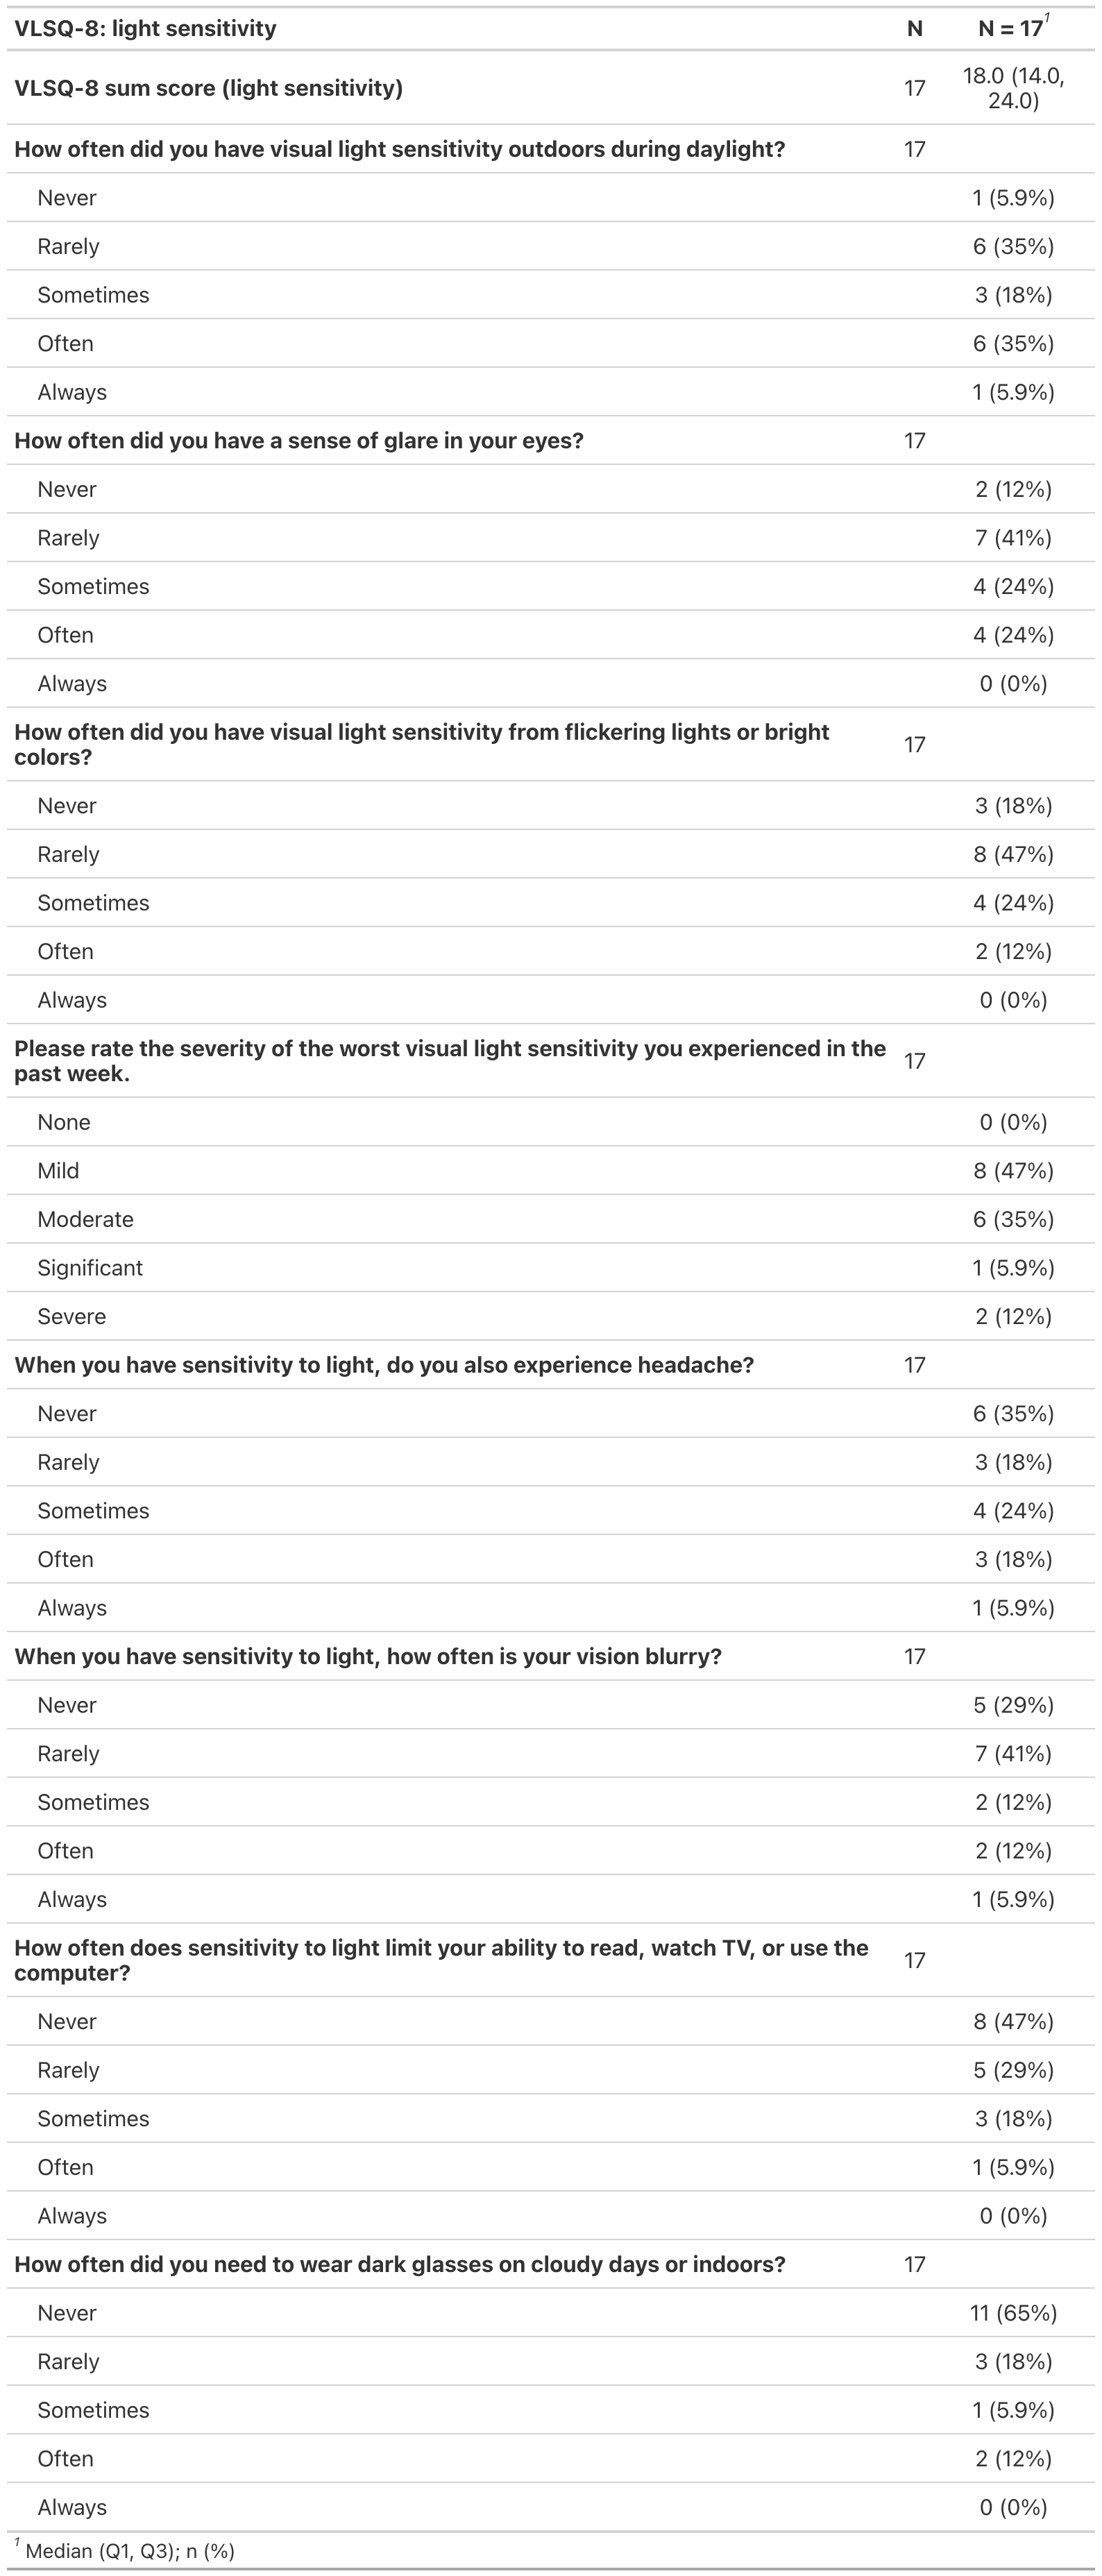 VLSQ-8: light sensitivity N N = 17¹
VLSQ-8 sum score (light sensitivity) 17 18.0 (14.0,
24.0)
How often did you have visual light sensitivity outdoors during daylight? 17
Never 1 (5.9%)
Rarely 6 (35%)
Sometimes 3 (18%)
Often 6 (35%)
Always 1 (5.9%)
How often did you have a sense of glare in your eyes? 17
Never 2 (12%)
Rarely 7 (41%)
Sometimes 4 (24%)
Often 4 (24%)
Always 0 (0%)
How often did you have visual light sensitivity from flickering lights or bright
colors? 17
Never 3 (18%)
Rarely 8 (47%)
Sometimes 4 (24%)
Often 2 (12%)
Always 0 (0%)
Please rate the severity of the worst visual light sensitivity you experienced in the
past week. 17
None 0 (0%)
Mild 8 (47%)
Moderate 6 (35%)
Significant 1 (5.9%)
Severe 2 (12%)
When you have sensitivity to light, do you also experience headache? 17
Never 6 (35%)
Rarely 3 (18%)
Sometimes 4 (24%)
Often 3 (18%)
Always 1 (5.9%)
When you have sensitivity to light, how often is your vision blurry? 17
Never 5 (29%)
Rarely 7 (41%)
Sometimes 2 (12%)
Often 2 (12%)
Always 1 (5.9%)
How often does sensitivity to light limit your ability to read, watch TV, or use the
computer? 17
Never 8 (47%)
Rarely 5 (29%)
Sometimes 3 (18%)
Often 1 (5.9%)
Always 0 (0%)
How often did you need to wear dark glasses on cloudy days or indoors? 17
Never 11 (65%)
Rarely 3 (18%)
Sometimes 1 (5.9%)
Often 2 (12%)
Always 0 (0%)
¹ Median (Q1, Q3); n (%)